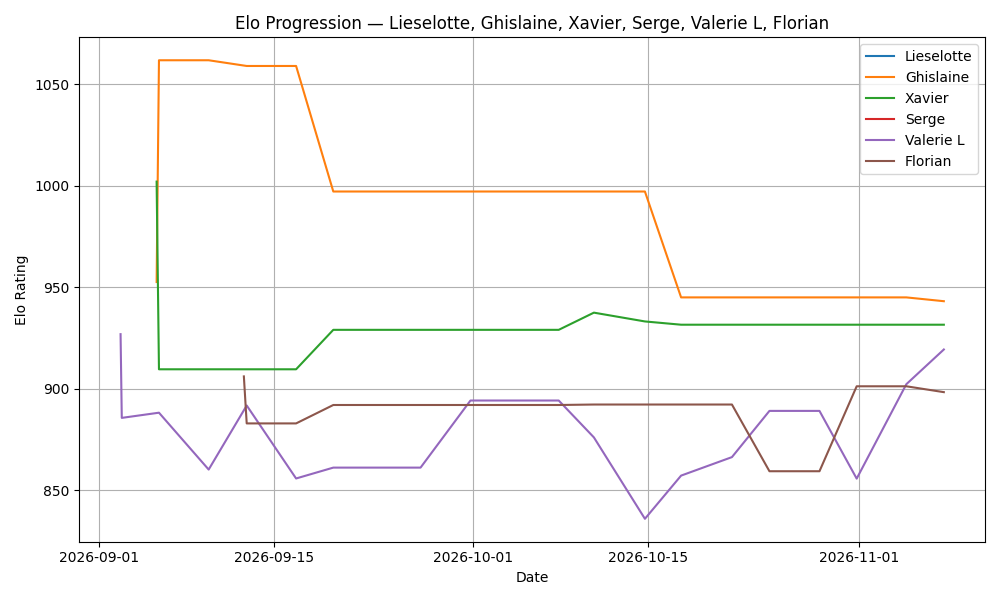 Elo Progression — Lieselotte, Ghislaine, Xavier, Serge, Valerie L, Florian
Elo Rating
1050
1000
950
900
850
2026-09-01
2026-09-15
2026-10-01
2026-10-15
2026-11-01
Date
Lieselotte
Ghislaine
Xavier
Serge
Valerie L
Florian